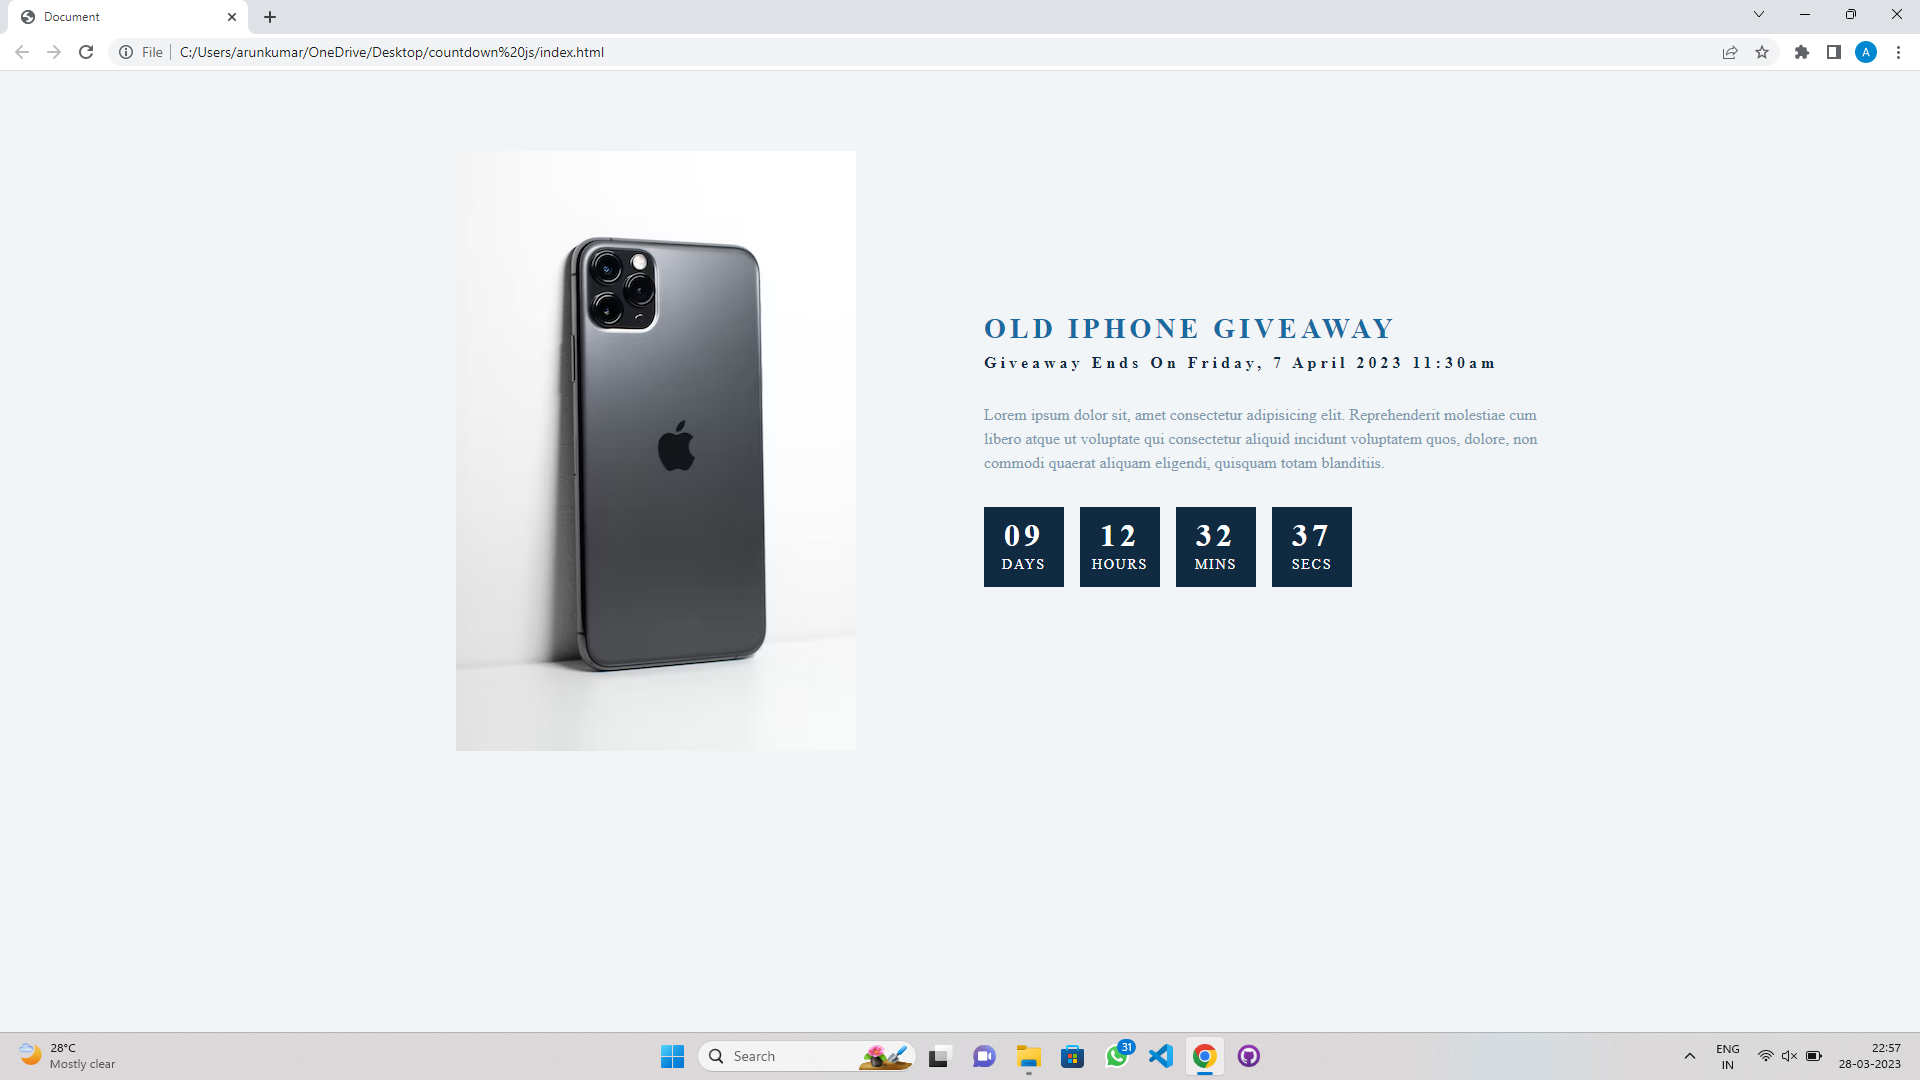 Document
File
C:/Users/arunkumar/OneDrive/Desktop/countdown%20js/index.html
A
OLD IPHONE GIVEAWAY
Giveaway Ends On Friday, 7 April 2023 11:30am
Lorem ipsum dolor sit, amet consectetur adipisicing elit. Reprehenderit molestiae cum
libero atque ut voluptate qui consectetur aliquid incidunt voluptatem quos, dolore, non
commodi quaerat aliquam eligendi, quisquam totam blanditiis.
09 12 32 37
DAYS HOURS MINS SECS
28°C
Mostly clear
Search
31
ENG
IN
22:57
28-03-2023